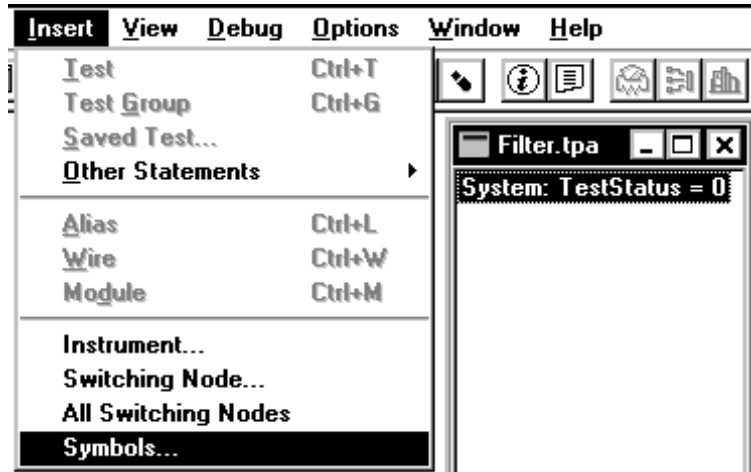 Insert View Debug Options Window Help
Test Ctrl+T
Test Group Ctrl+G
Saved Test...
Other Statements
Alias Ctrl+L
Wire Ctrl+W
Module Ctrl+M
Instrument...
Switching Node...
All Switching Nodes
Symbols...
Filter.tpa
System: TestStatus = 0